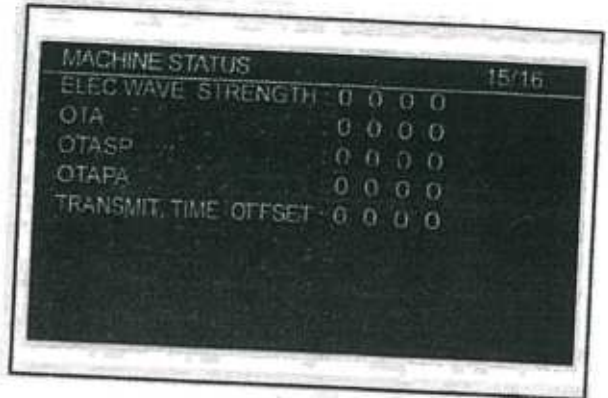 MACHINE STATUS 15/16
ELEC.WAVE STRENGTH : 0 0 0 0
OTA : 0 0 0 0
OTASP : 0 0 0 0
OTAPA : 0 0 0 0
TRANSMIT. TIME OFFSET : 0 0 0 0